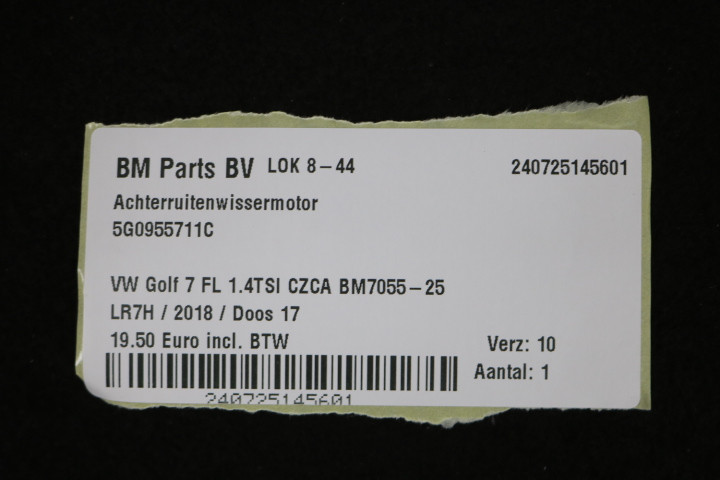 BM Parts BV LOK 8-44 240725145601
Achterruitenwissermotor
5G0955711C
VW Golf 7 FL 1.4TSI CZCA BM7055-25
LR7H / 2018 / Doos 17
19.50 Euro incl. BTW Verz: 10
Aantal: 1
240725145601